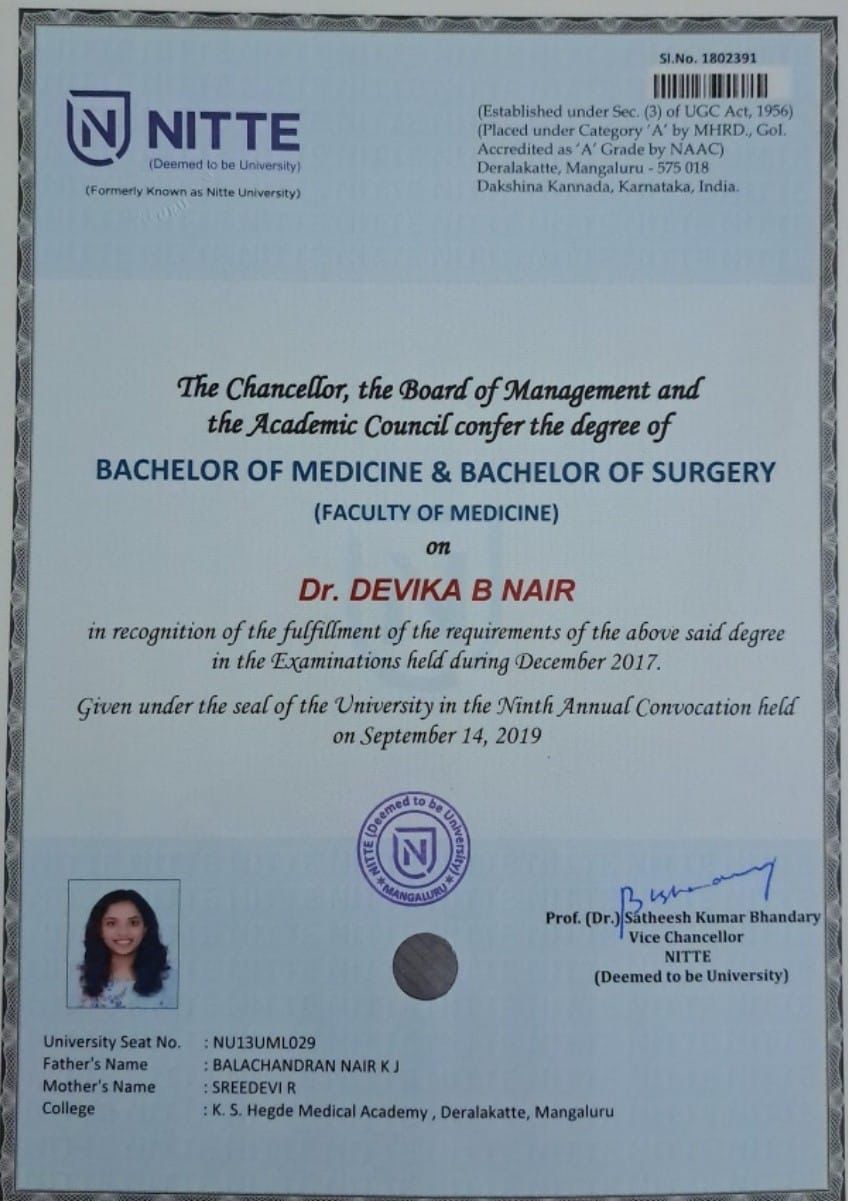 Sl.No. 1802391
N NITTE
(Deemed to be University)
(Formerly Known as Nitte University)
(Established under Sec. (3) of UGC Act, 1956)
(Placed under Category 'A' by MHRD., GoI.
Accredited as 'A' Grade by NAAC)
Deralakatte, Mangaluru - 575 018
Dakshina Kannada, Karnataka, India.
The Chancellor, the Board of Management and
the Academic Council confer the degree of
BACHELOR OF MEDICINE & BACHELOR OF SURGERY
(FACULTY OF MEDICINE)
on
Dr. DEVIKA B NAIR
in recognition of the fulfillment of the requirements of the above said degree
in the Examinations held during December 2017.
Given under the seal of the University in the Ninth Annual Convocation held
on September 14, 2019
NITTE (Deemed to be University)
N
★ MANGALURU ★
Prof. (Dr.) Satheesh Kumar Bhandary
Vice Chancellor
NITTE
(Deemed to be University)
University Seat No. : NU13UML029
Father's Name : BALACHANDRAN NAIR K J
Mother's Name : SREEDEVI R
College : K. S. Hegde Medical Academy , Deralakatte, Mangaluru